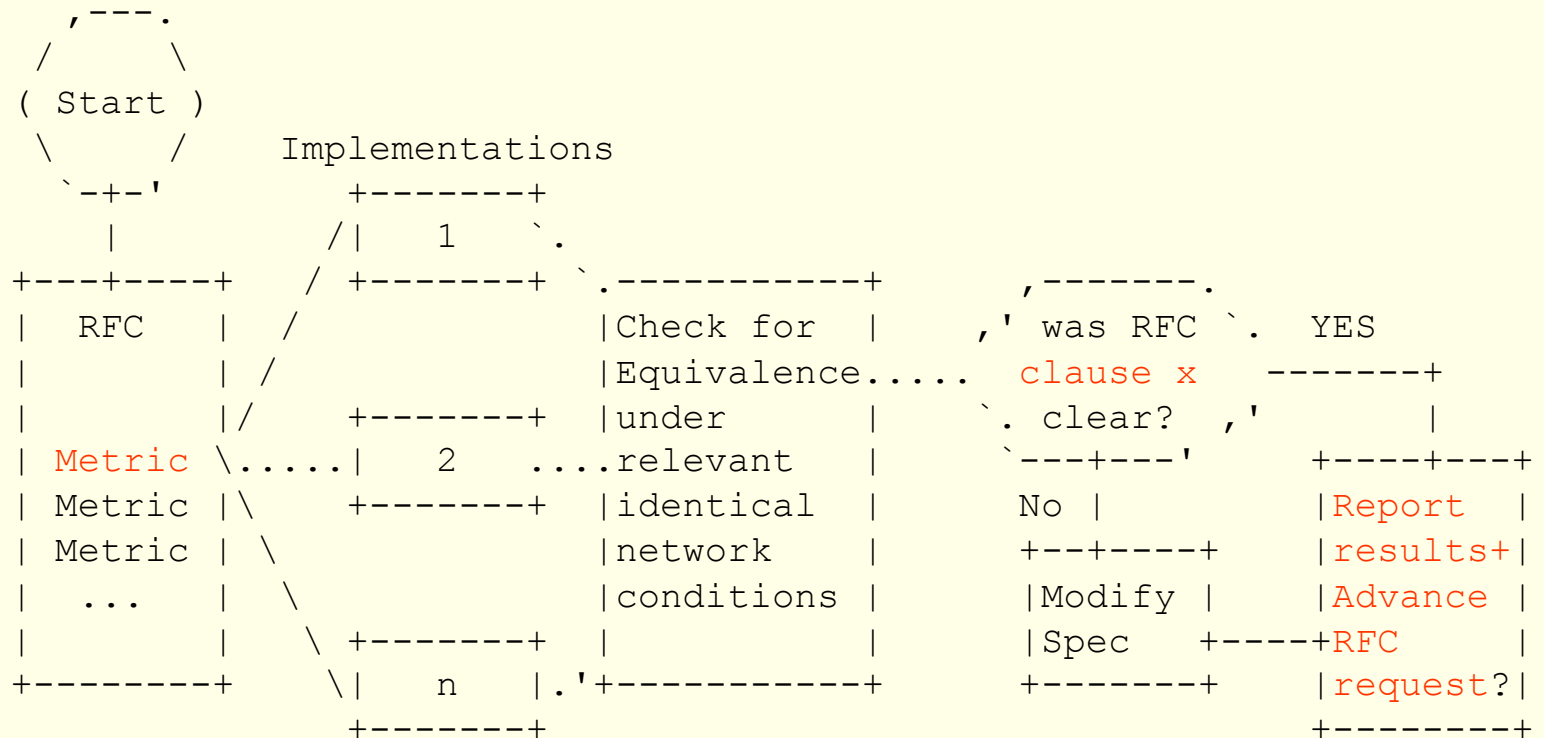 ,---.
 /     \
( Start )
 \     /    Implementations
  `-+-'        +-------+
    |         /|   1   `.
+---+----+   / +-------+ `.-----------+      ,-------.
|  RFC   |  /            |Check for  |    ,' was RFC `.  YES
|        | /             |Equivalence.....  clause x   -------+
|        |/    +-------+ |under      |    `. clear?  ,'       |
| Metric \.....|   2   ....relevant   |     `---+---'     +----+---+
| Metric |\    +-------+ |identical  |      No |         |Report  |
| Metric | \             |network    |      +--+----+    |results+|
|  ...   |  \            |conditions |      |Modify |    |Advance |
|        |   \ +-------+ |           |      |Spec   +----+RFC     |
+--------+    \|   n   |.'+-----------+      +-------+    |request?|
               +-------+                                 +--------+